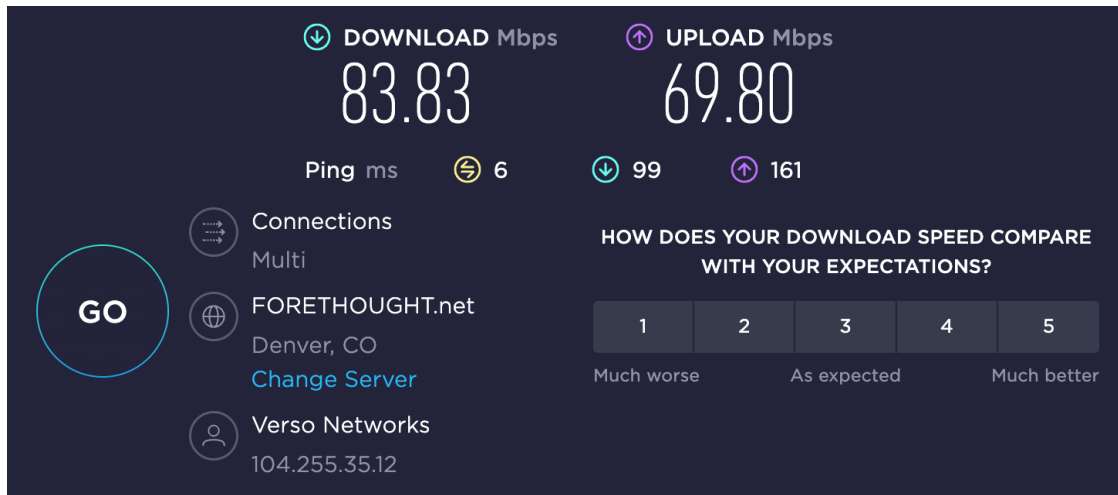 DOWNLOAD Mbps
83.83
UPLOAD Mbps
69.80
Ping ms 6 99 161
GO
Connections
Multi
FORETHOUGHT.net
Denver, CO
Change Server
Verso Networks
104.255.35.12
HOW DOES YOUR DOWNLOAD SPEED COMPARE
WITH YOUR EXPECTATIONS?
1 2 3 4 5
Much worse As expected Much better